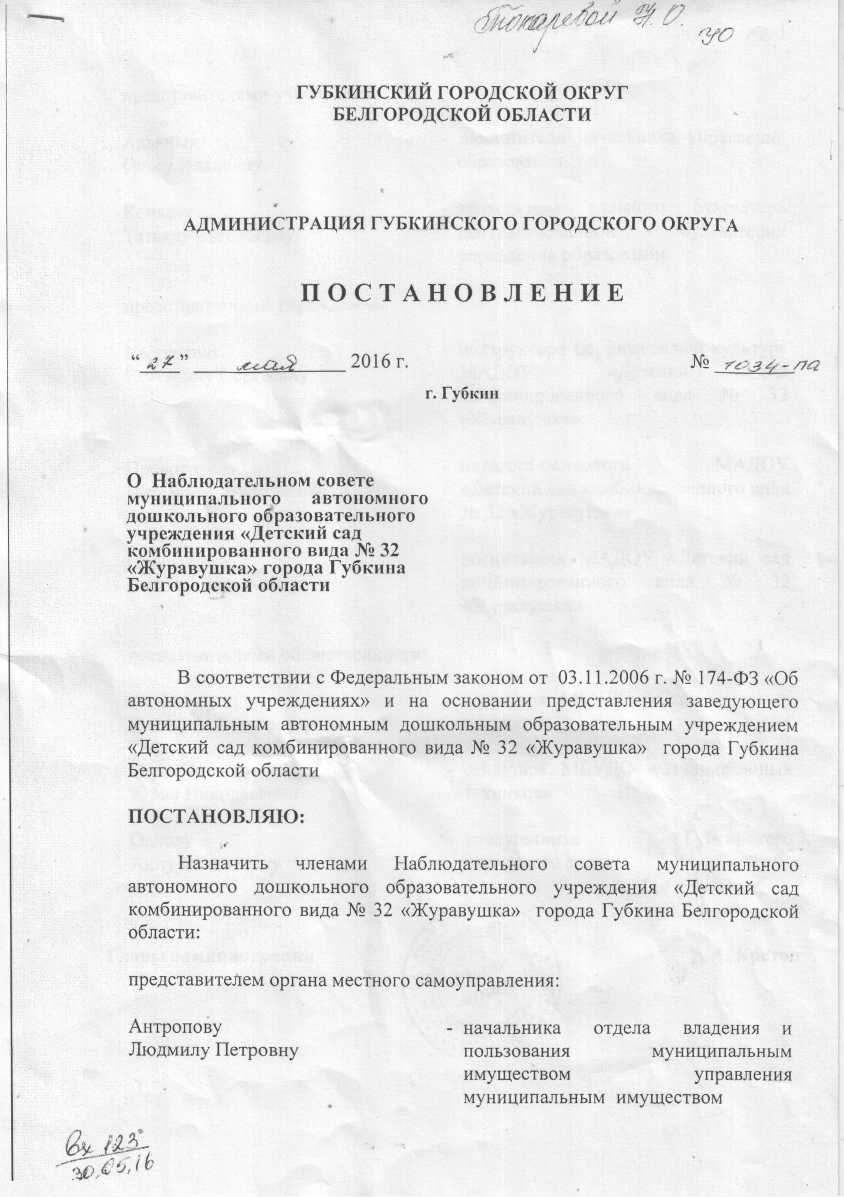 Токаревой Н.О.
УО
ГУБКИНСКИЙ ГОРОДСКОЙ ОКРУГ
БЕЛГОРОДСКОЙ ОБЛАСТИ
АДМИНИСТРАЦИЯ ГУБКИНСКОГО ГОРОДСКОГО ОКРУГА
П О С Т А Н О В Л Е Н И Е
“ 27 ” мая 2016 г. № 1034-па
г. Губкин
О Наблюдательном совете
муниципального автономного
дошкольного образовательного
учреждения «Детский сад
комбинированного вида № 32
«Журавушка» города Губкина
Белгородской области
В соответствии с Федеральным законом от 03.11.2006 г. № 174-ФЗ «Об
автономных учреждениях» и на основании представления заведующего
муниципальным автономным дошкольным образовательным учреждением
«Детский сад комбинированного вида № 32 «Журавушка» города Губкина
Белгородской области
ПОСТАНОВЛЯЮ:
Назначить членами Наблюдательного совета муниципального
автономного дошкольного образовательного учреждения «Детский сад
комбинированного вида № 32 «Журавушка» города Губкина Белгородской
области:
представителем органа местного самоуправления:
Антропову - начальника отдела владения и
Людмилу Петровну пользования муниципальным
имуществом управления
муниципальным имуществом
Вх 123
30.05.16